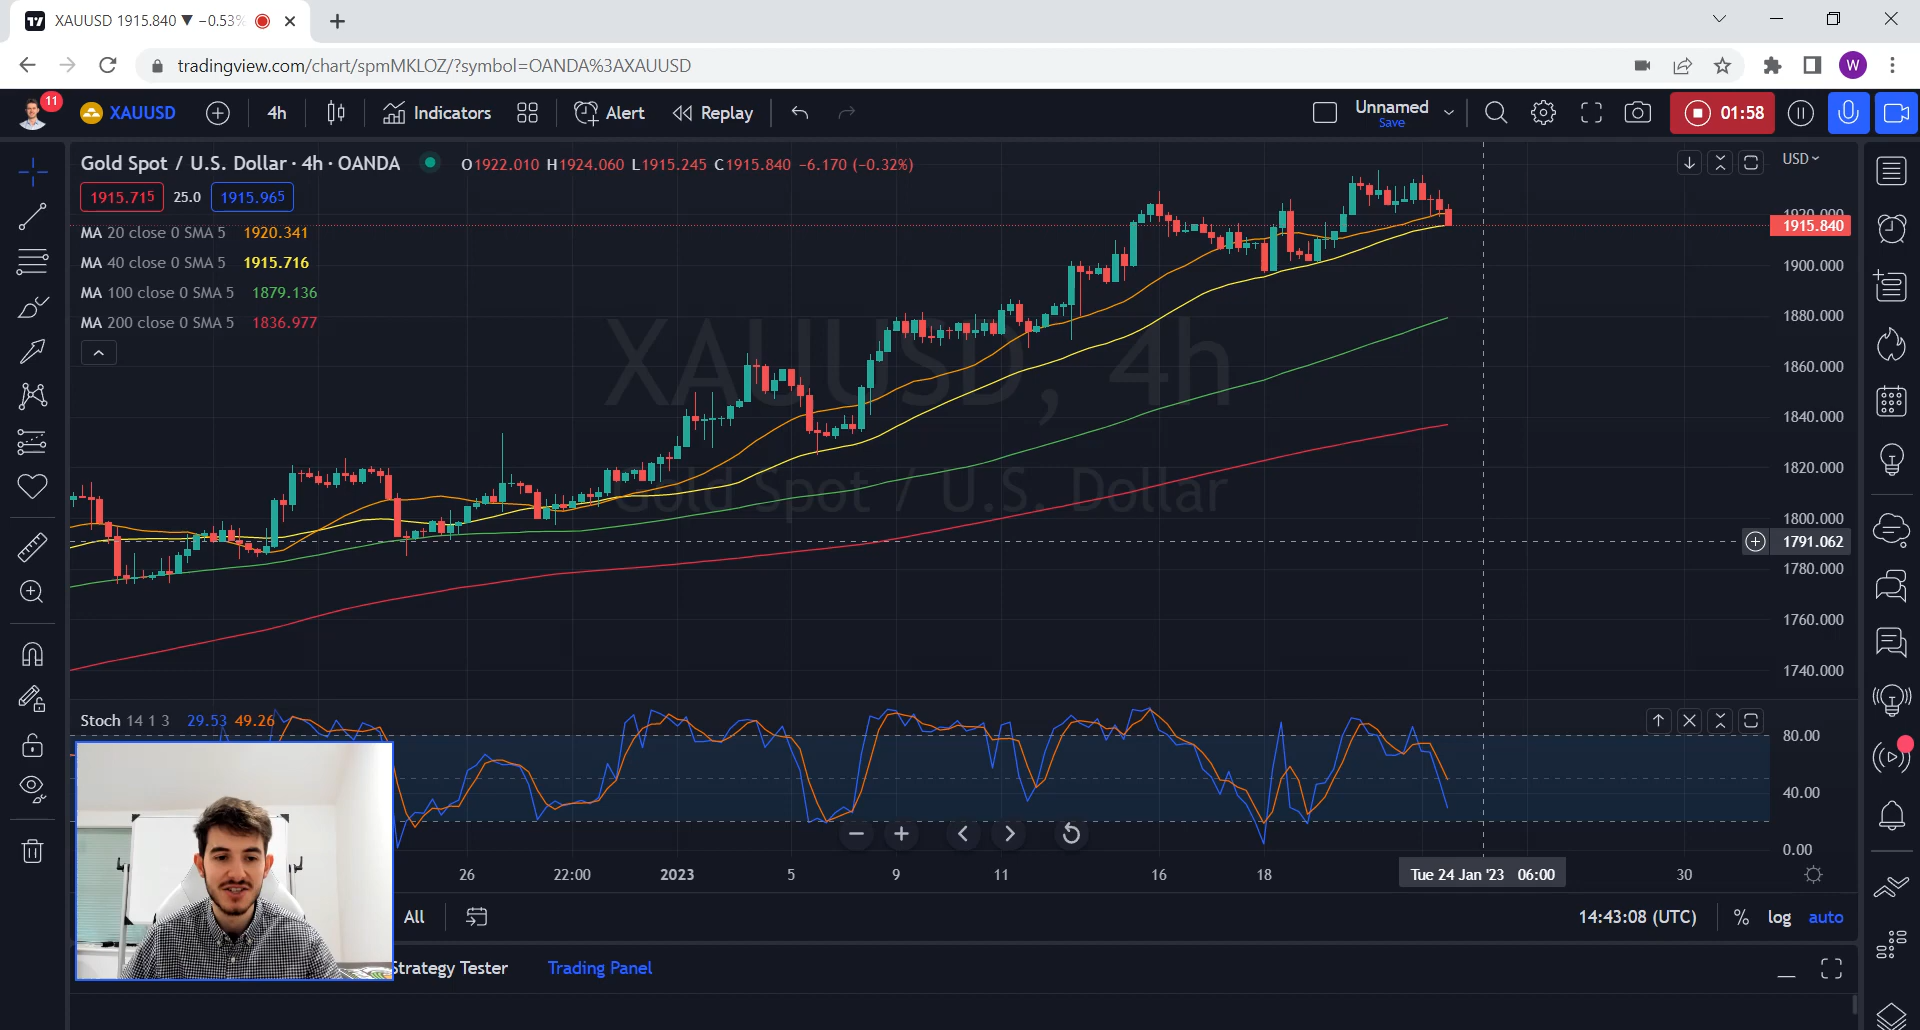 XAUUSD 1915.840 ▼ −0.53%
tradingview.com/chart/spmMKLOZ/?symbol=OANDA%3AXAUUSD
W
11
XAUUSD
4h
Indicators
Alert
Replay
Unnamed
Save
01:58
Gold Spot / U.S. Dollar · 4h · OANDA
O1922.010 H1924.060 L1915.245 C1915.840 −6.170 (−0.32%)
USD
1915.715 25.0 1915.965
MA 20 close 0 SMA 5 1920.341
MA 40 close 0 SMA 5 1915.716
MA 100 close 0 SMA 5 1879.136
MA 200 close 0 SMA 5 1836.977
XAUUSD, 4h
Gold Spot / U.S. Dollar
1920.000
1915.840
1900.000
1880.000
1860.000
1840.000
1820.000
1800.000
1791.062
1780.000
1760.000
1740.000
Stoch 14 1 3 29.53 49.26
80.00
40.00
0.00
26 22:00 2023 5 9 11 16 18 Tue 24 Jan '23 06:00 30
All
14:43:08 (UTC) % log auto
Strategy Tester Trading Panel